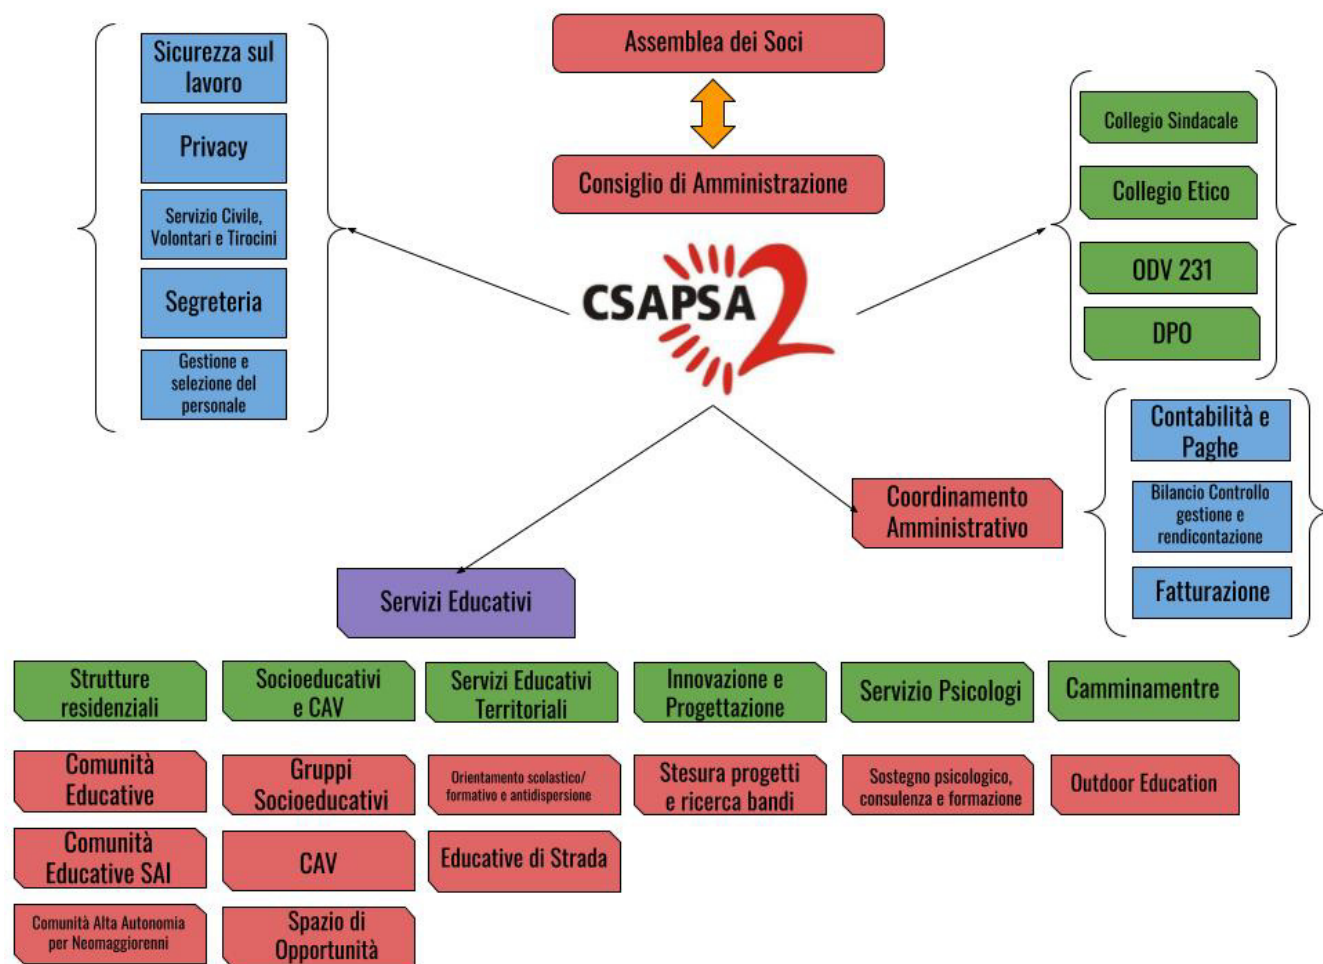 Assemblea dei Soci
Consiglio di Amministrazione
CSAPSA2
Sicurezza sul
lavoro
Privacy
Servizio Civile,
Volontari e Tirocini
Segreteria
Gestione e
selezione del
personale
Collegio Sindacale
Collegio Etico
ODV 231
DPO
Coordinamento
Amministrativo
Contabilità e
Paghe
Bilancio Controllo
gestione e
rendicontazione
Fatturazione
Servizi Educativi
Strutture
residenziali
Comunità
Educative
Comunità
Educative SAI
Comunità Alta Autonomia
per Neomaggiorenni
Socioeducativi
e CAV
Gruppi
Socioeducativi
CAV
Spazio di
Opportunità
Servizi Educativi
Territoriali
Orientamento scolastico/
formativo e antidispersione
Educative di Strada
Innovazione e
Progettazione
Stesura progetti
e ricerca bandi
Servizio Psicologi
Sostegno psicologico,
consulenza e formazione
Camminamentre
Outdoor Education